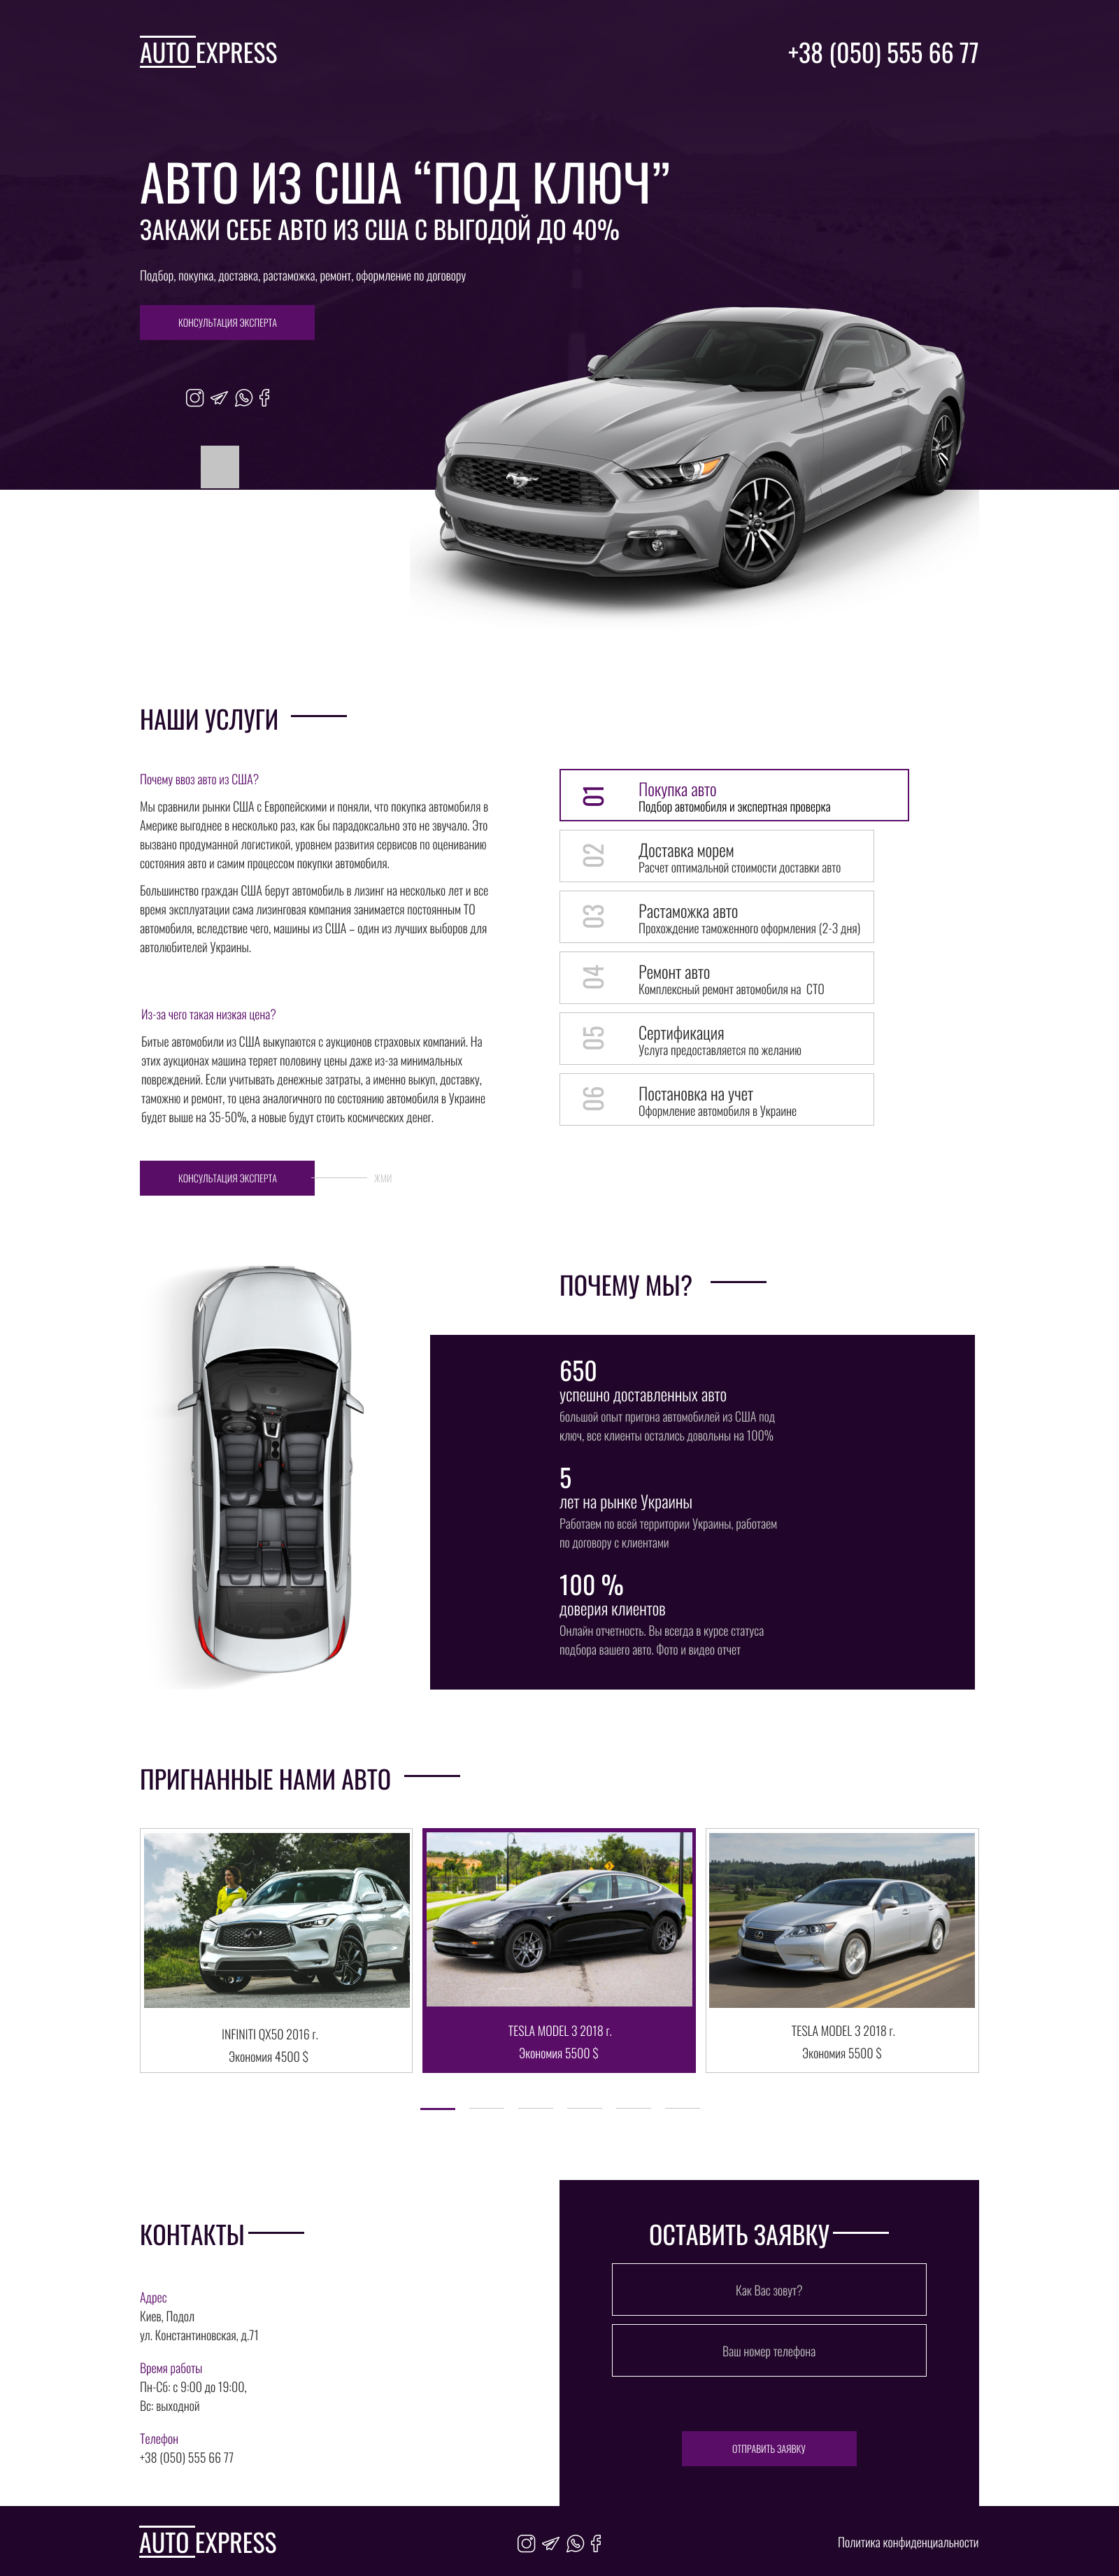 AUTO EXPRESS
+38 (050) 555 66 77
АВТО ИЗ США “ПОД КЛЮЧ”
ЗАКАЖИ СЕБЕ АВТО ИЗ США С ВЫГОДОЙ ДО 40%
Подбор, покупка, доставка, растаможка, ремонт, оформление по договору
КОНСУЛЬТАЦИЯ ЭКСПЕРТА
НАШИ УСЛУГИ
Почему ввоз авто из США?
Мы сравнили рынки США с Европейскими и поняли, что покупка автомобиля в
Америке выгоднее в несколько раз, как бы парадоксально это не звучало. Это
вызвано продуманной логистикой, уровнем развития сервисов по оцениванию
состояния авто и самим процессом покупки автомобиля.
Большинство граждан США берут автомобиль в лизинг на несколько лет и все
время эксплуатации сама лизинговая компания занимается постоянным ТО
автомобиля, вследствие чего, машины из США – один из лучших выборов для
автолюбителей Украины.
Из-за чего такая низкая цена?
Битые автомобили из США выкупаются с аукционов страховых компаний. На
этих аукционах машина теряет половину цены даже из-за минимальных
повреждений. Если учитывать денежные затраты, а именно выкуп, доставку,
таможню и ремонт, то цена аналогичного по состоянию автомобиля в Украине
будет выше на 35-50%, а новые будут стоить космических денег.
КОНСУЛЬТАЦИЯ ЭКСПЕРТА
ЖМИ
01
Покупка авто
Подбор автомобиля и экспертная проверка
02
Доставка морем
Расчет оптимальной стоимости доставки авто
03
Растаможка авто
Прохождение таможенного оформления (2-3 дня)
04
Ремонт авто
Комплексный ремонт автомобиля на СТО
05
Сертификация
Услуга предоставляется по желанию
06
Постановка на учет
Оформление автомобиля в Украине
ПОЧЕМУ МЫ?
650
успешно доставленных авто
большой опыт пригона автомобилей из США под
ключ, все клиенты остались довольны на 100%
5
лет на рынке Украины
Работаем по всей территории Украины, работаем
по договору с клиентами
100 %
доверия клиентов
Онлайн отчетность. Вы всегда в курсе статуса
подбора вашего авто. Фото и видео отчет
ПРИГНАННЫЕ НАМИ АВТО
INFINITI QX50 2016 г.
Экономия 4500 $
TESLA MODEL 3 2018 г.
Экономия 5500 $
TESLA MODEL 3 2018 г.
Экономия 5500 $
КОНТАКТЫ
Адрес
Киев, Подол
ул. Константиновская, д.71
Время работы
Пн-Сб: с 9:00 до 19:00,
Вс: выходной
Телефон
+38 (050) 555 66 77
ОСТАВИТЬ ЗАЯВКУ
Как Вас зовут?
Ваш номер телефона
ОТПРАВИТЬ ЗАЯВКУ
AUTO EXPRESS
Политика конфиденциальности